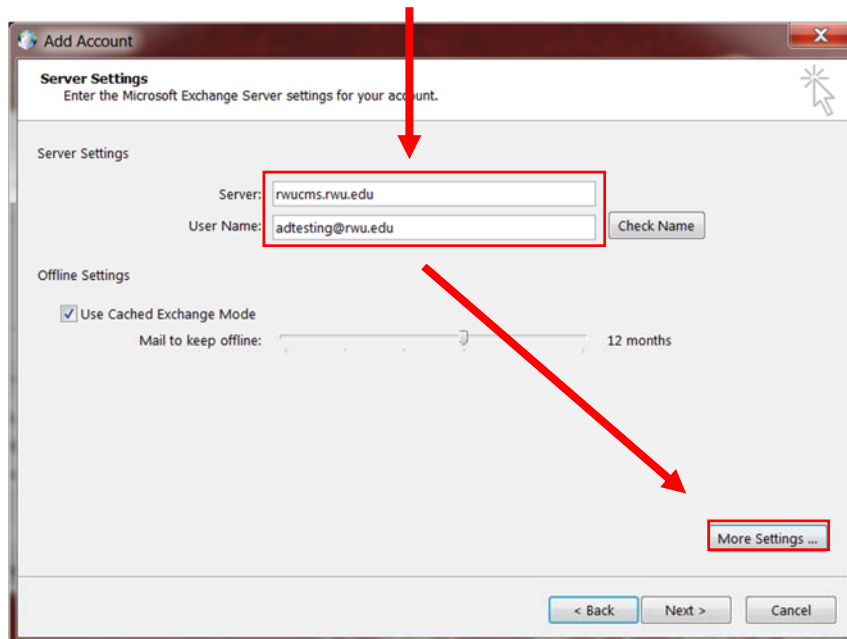 Add Account
Server Settings
Enter the Microsoft Exchange Server settings for your account.
Server Settings
Server: rwucms.rwu.edu
User Name: adtesting@rwu.edu Check Name
Offline Settings
Use Cached Exchange Mode
Mail to keep offline: 12 months
More Settings ...
< Back Next > Cancel